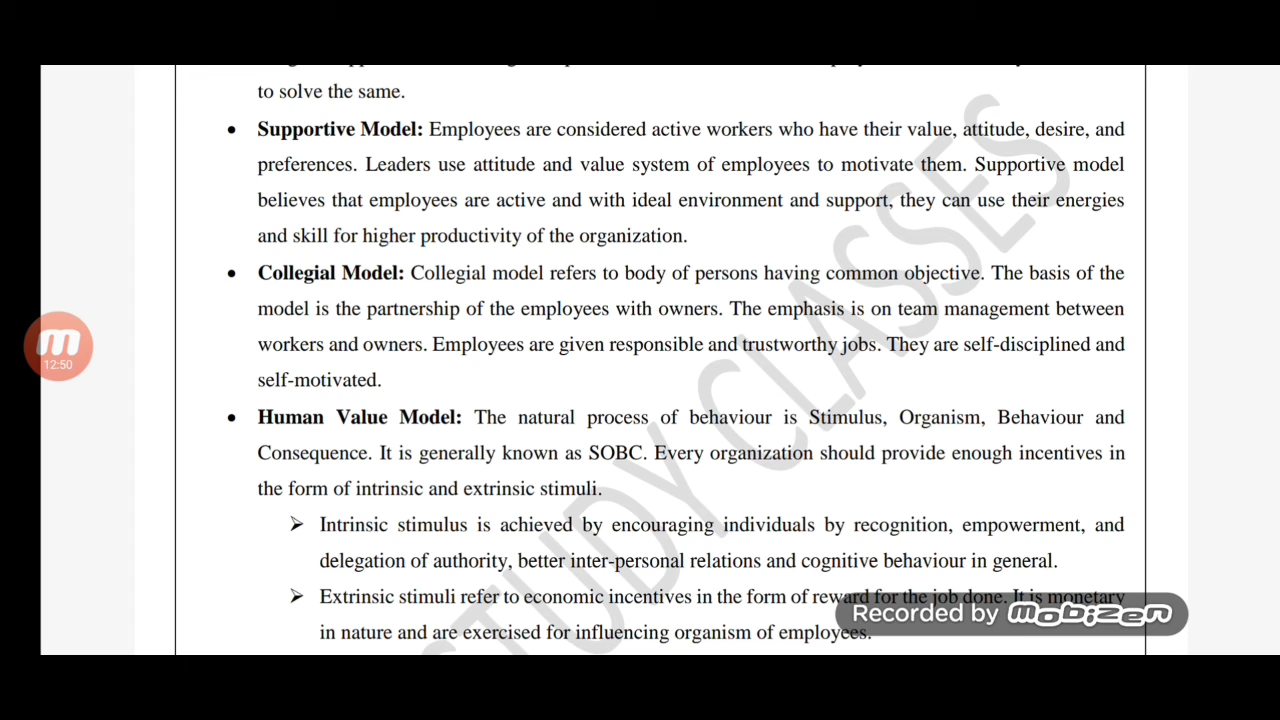 to solve the same.
• Supportive Model: Employees are considered active workers who have their value, attitude, desire, and
preferences. Leaders use attitude and value system of employees to motivate them. Supportive model
believes that employees are active and with ideal environment and support, they can use their energies
and skill for higher productivity of the organization.
• Collegial Model: Collegial model refers to body of persons having common objective. The basis of the
model is the partnership of the employees with owners. The emphasis is on team management between
workers and owners. Employees are given responsible and trustworthy jobs. They are self-disciplined and
self-motivated.
• Human Value Model: The natural process of behaviour is Stimulus, Organism, Behaviour and
Consequence. It is generally known as SOBC. Every organization should provide enough incentives in
the form of intrinsic and extrinsic stimuli.
➢ Intrinsic stimulus is achieved by encouraging individuals by recognition, empowerment, and
delegation of authority, better inter-personal relations and cognitive behaviour in general.
➢ Extrinsic stimuli refer to economic incentives in the form of reward for the job done. It is monetary
in nature and are exercised for influencing organism of employees.
STUDY CLASSES
m
12:50
Recorded by mobizen